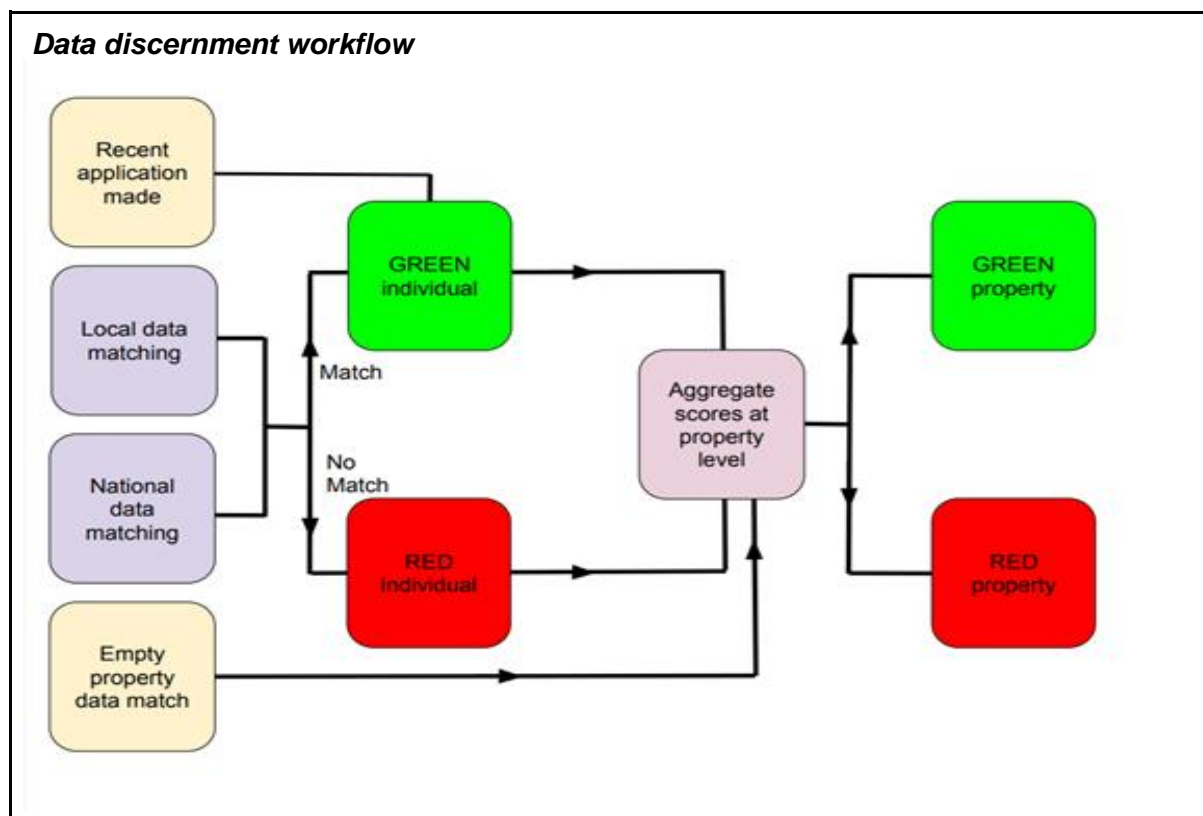 Data discernment workflow
Recent
application
made
Local data
matching
National
data
matching
Empty
property
data match
Match
No
Match
GREEN
individual
RED
individual
Aggregate
scores at
property
level
GREEN
property
RED
property